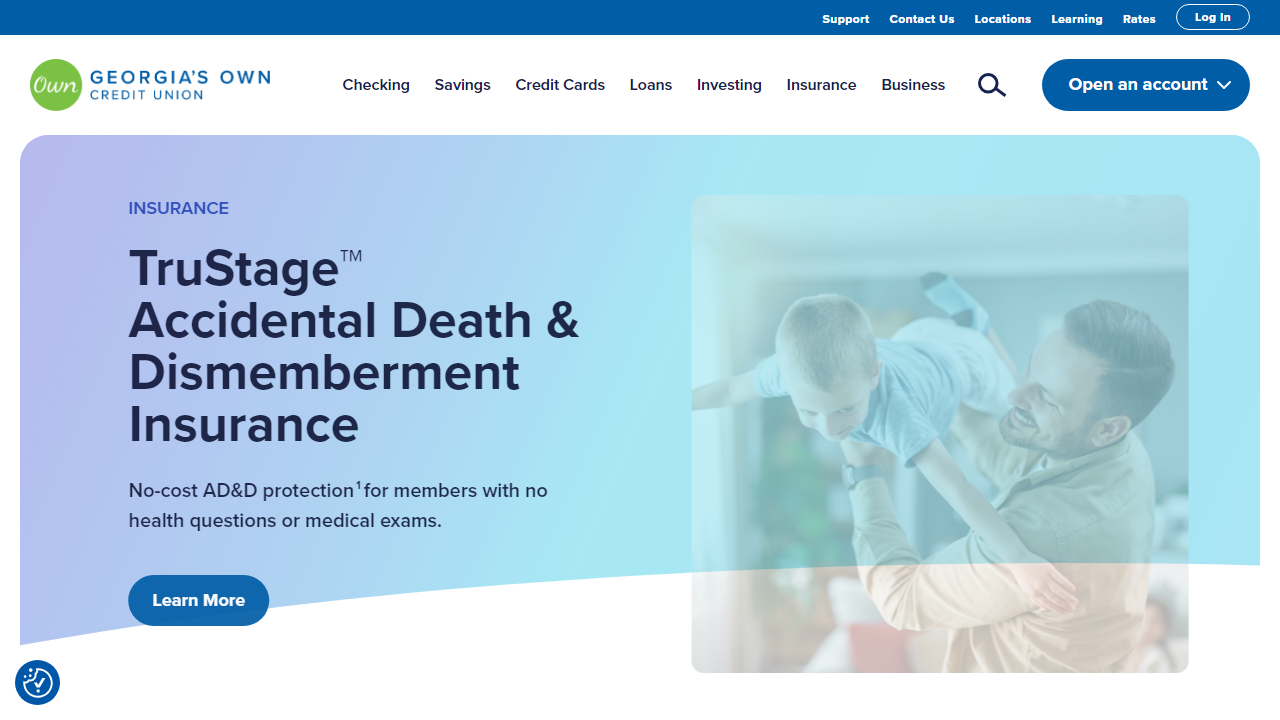 Support Contact Us Locations Learning Rates Log In
Own GEORGIA'S OWN
CREDIT UNION
Checking Savings Credit Cards Loans Investing Insurance Business Open an account
INSURANCE
TruStage™
Accidental Death &
Dismemberment
Insurance
No-cost AD&D protection¹ for members with no
health questions or medical exams.
Learn More